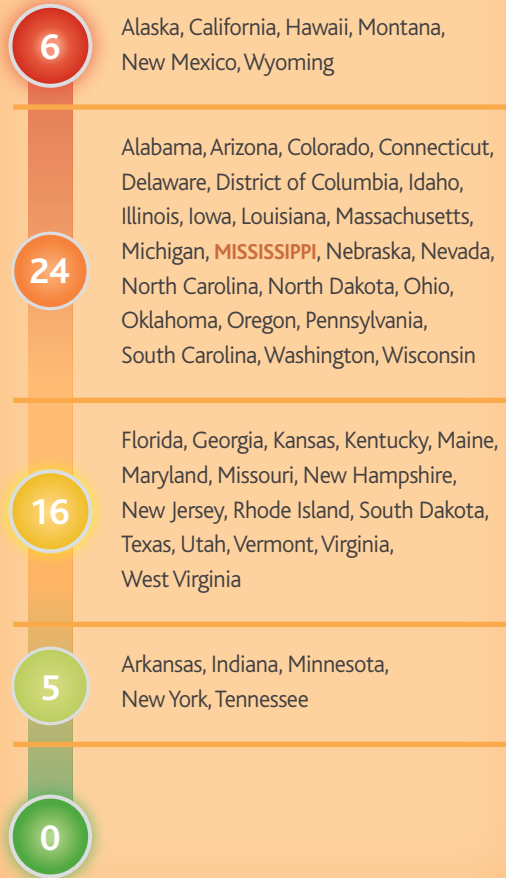 6
Alaska, California, Hawaii, Montana,
New Mexico, Wyoming
24
Alabama, Arizona, Colorado, Connecticut,
Delaware, District of Columbia, Idaho,
Illinois, Iowa, Louisiana, Massachusetts,
Michigan, MISSISSIPPI, Nebraska, Nevada,
North Carolina, North Dakota, Ohio,
Oklahoma, Oregon, Pennsylvania,
South Carolina, Washington, Wisconsin
16
Florida, Georgia, Kansas, Kentucky, Maine,
Maryland, Missouri, New Hampshire,
New Jersey, Rhode Island, South Dakota,
Texas, Utah, Vermont, Virginia,
West Virginia
5
Arkansas, Indiana, Minnesota,
New York, Tennessee
0